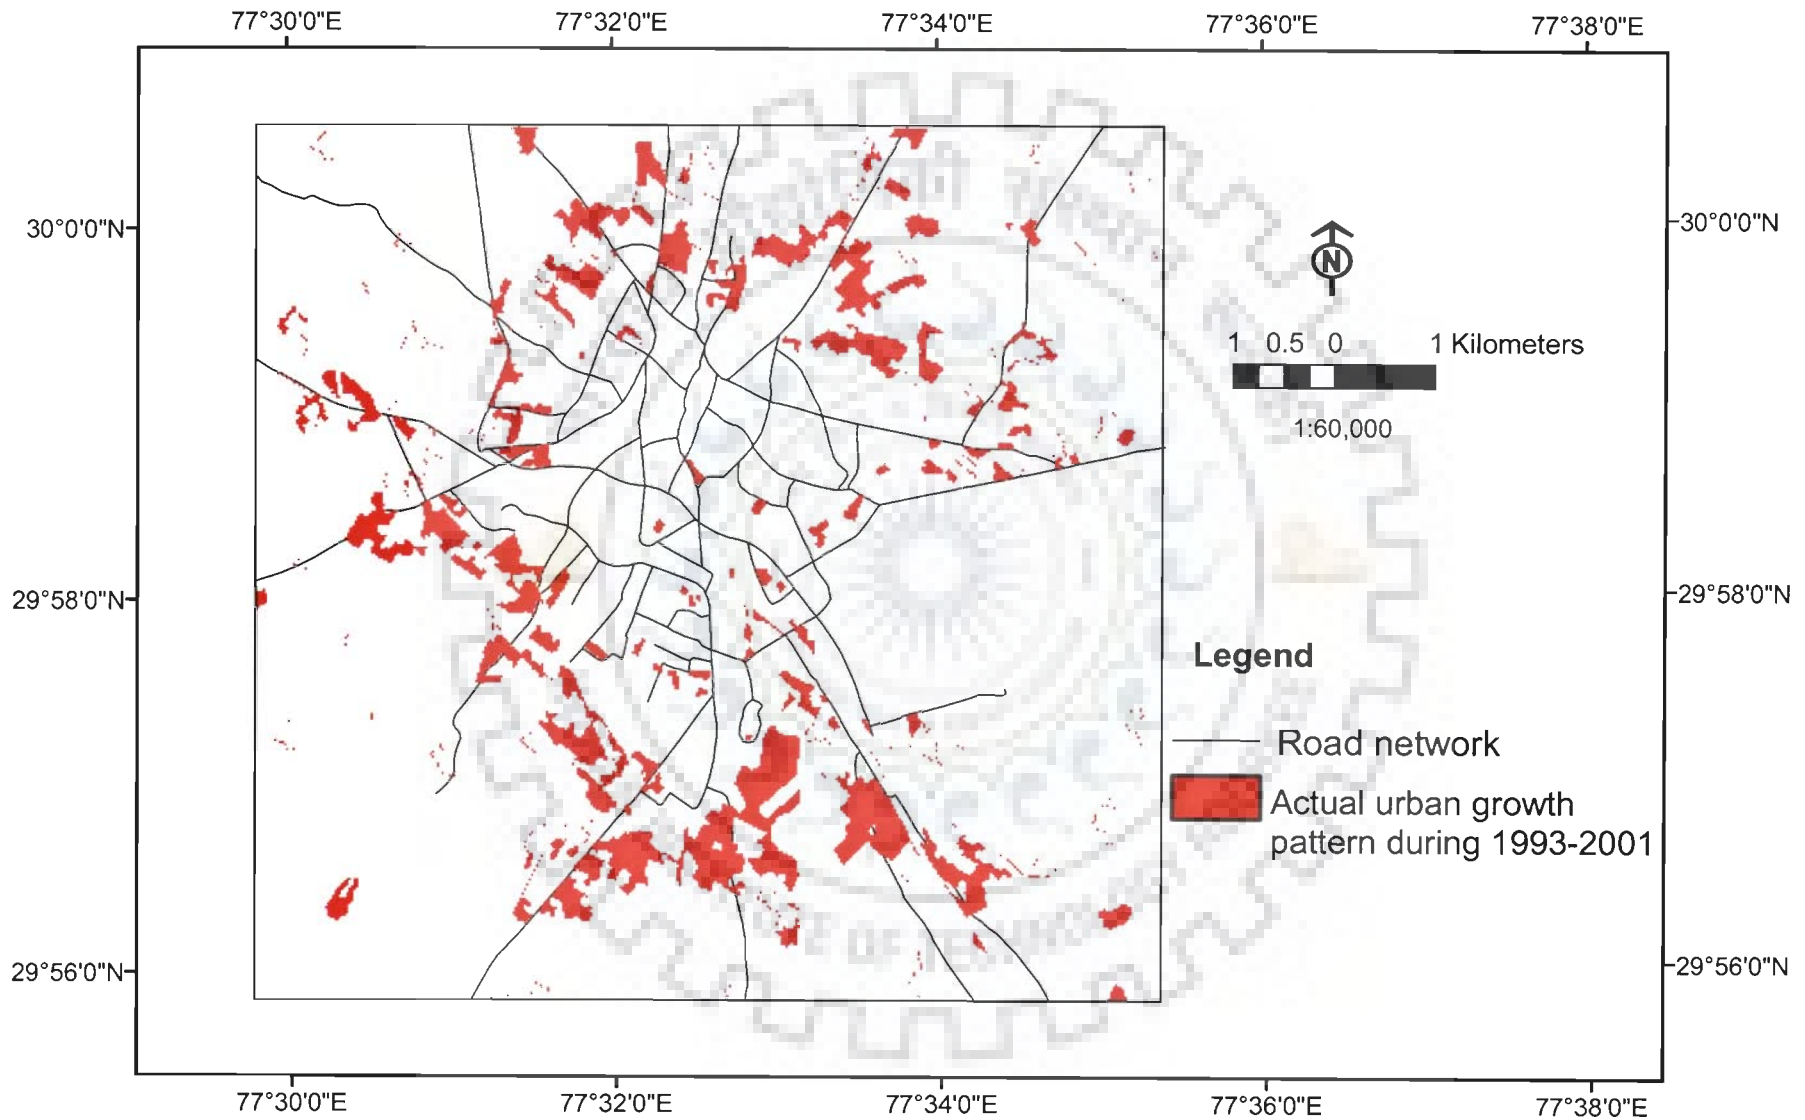 77°30'0"E 77°32'0"E 77°34'0"E 77°36'0"E 77°38'0"E
30°0'0"N 30°0'0"N
N
1 0.5 0 1 Kilometers
1:60,000
29°58'0"N 29°58'0"N
Legend
Road network
Actual urban growth
pattern during 1993-2001
29°56'0"N 29°56'0"N
OF
77°30'0"E 77°32'0"E 77°34'0"E 77°36'0"E 77°38'0"E